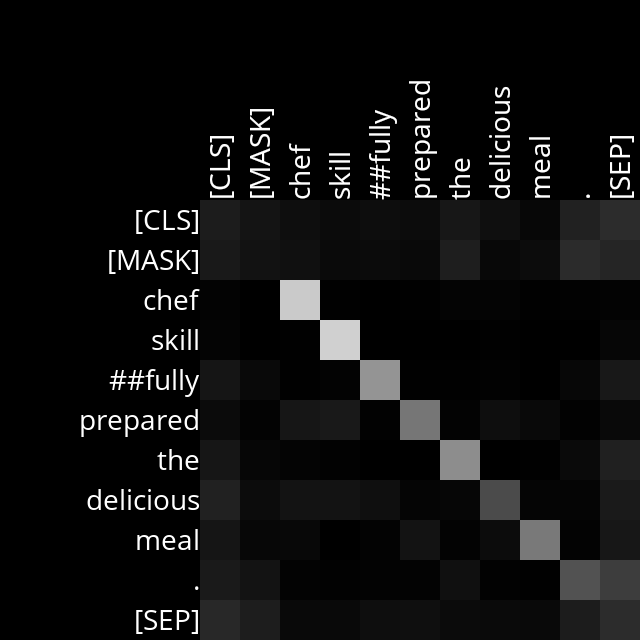 [CLS]
[MASK]
chef
skill
##fully
prepared
the
delicious
meal
.
[SEP]
[CLS]
[MASK]
chef
skill
##fully
prepared
the
delicious
meal
.
[SEP]